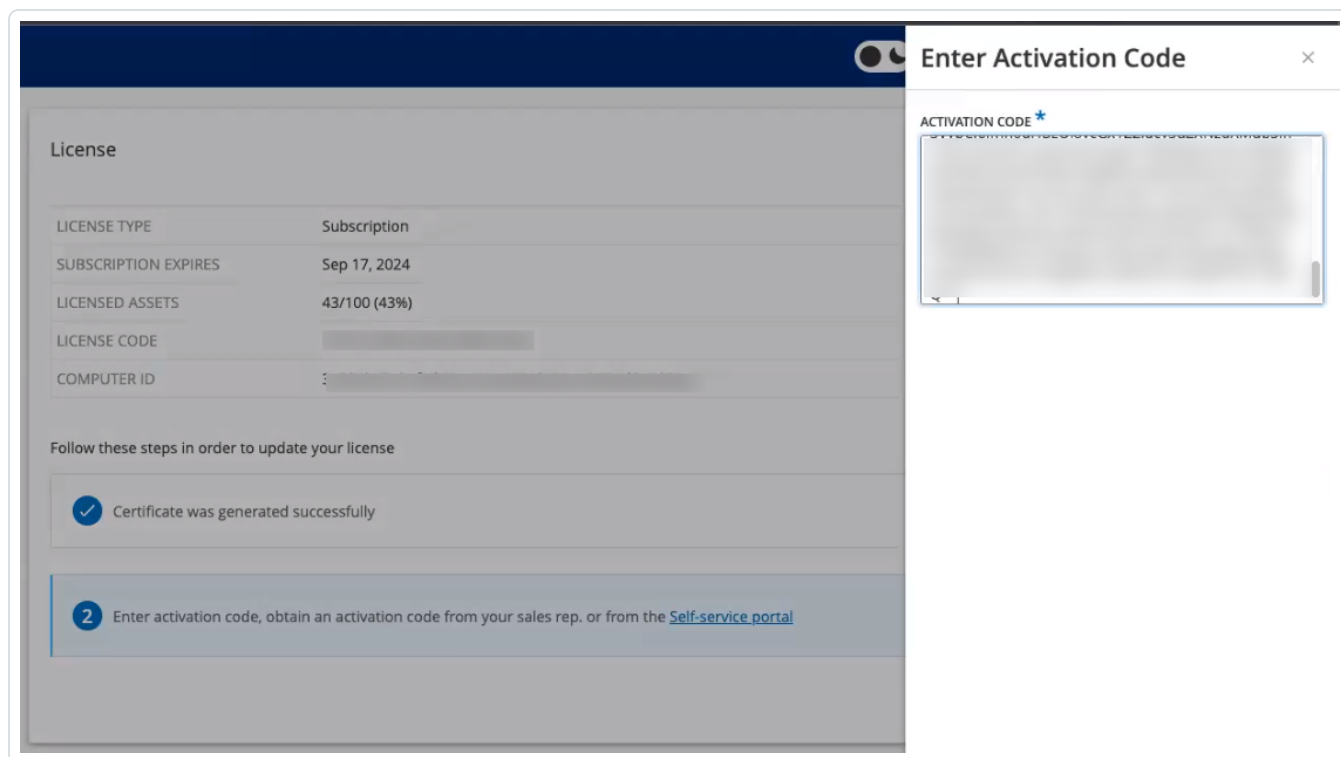 Enter Activation Code
ACTIVATION CODE *
License
LICENSE TYPE Subscription
SUBSCRIPTION EXPIRES Sep 17, 2024
LICENSED ASSETS 43/100 (43%)
LICENSE CODE
COMPUTER ID
Follow these steps in order to update your license
Certificate was generated successfully
2 Enter activation code, obtain an activation code from your sales rep. or from the Self-service portal